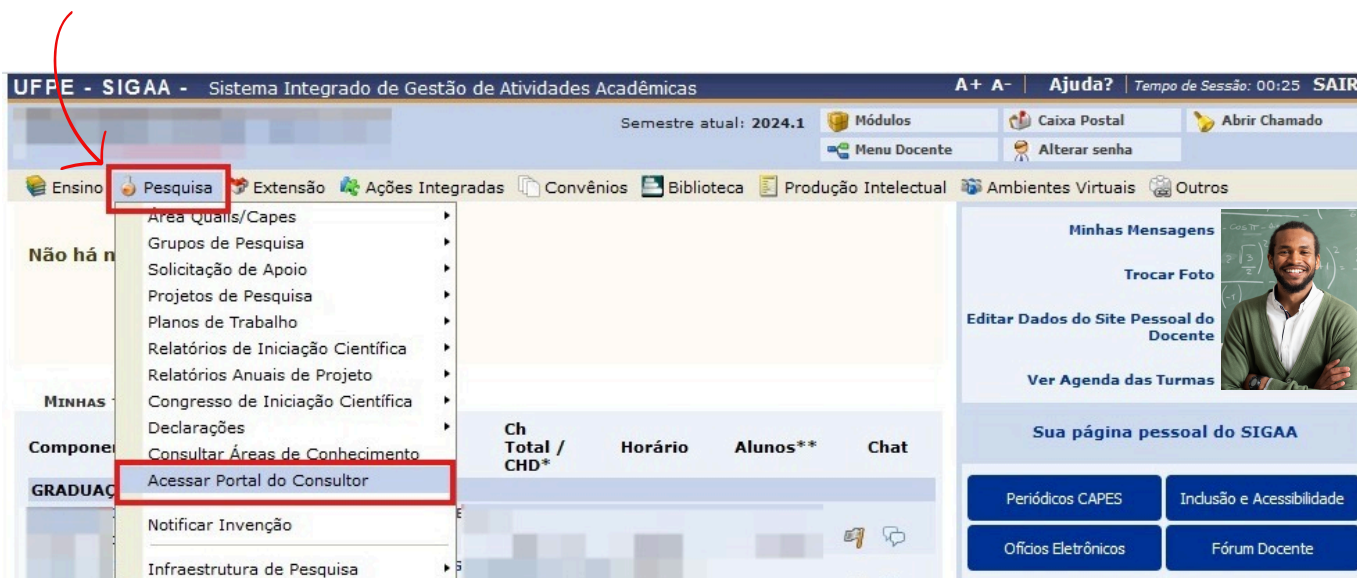 UFPE - SIGAA - Sistema Integrado de Gestão de Atividades Acadêmicas A+ A- | Ajuda? | Tempo de Sessão: 00:25 SAIR
Semestre atual: 2024.1
Módulos
Caixa Postal
Abrir Chamado
Menu Docente
Alterar senha
Ensino Pesquisa Extensão Ações Integradas Convênios Biblioteca Produção Intelectual Ambientes Virtuais Outros
Área Qualis/Capes
Grupos de Pesquisa
Solicitação de Apoio
Projetos de Pesquisa
Planos de Trabalho
Relatórios de Iniciação Científica
Relatórios Anuais de Projeto
Congresso de Iniciação Científica
Declarações
Consultar Áreas de Conhecimento
Acessar Portal do Consultor
Notificar Invenção
Infraestrutura de Pesquisa
Não há n
MINHAS
Compone
Ch
Total /
CHD*
Horário
Alunos**
Chat
GRADUAÇ
Minhas Mensagens
Trocar Foto
Editar Dados do Site Pessoal do
Docente
Ver Agenda das Turmas
Sua página pessoal do SIGAA
Periódicos CAPES
Inclusão e Acessibilidade
Ofícios Eletrônicos
Fórum Docente